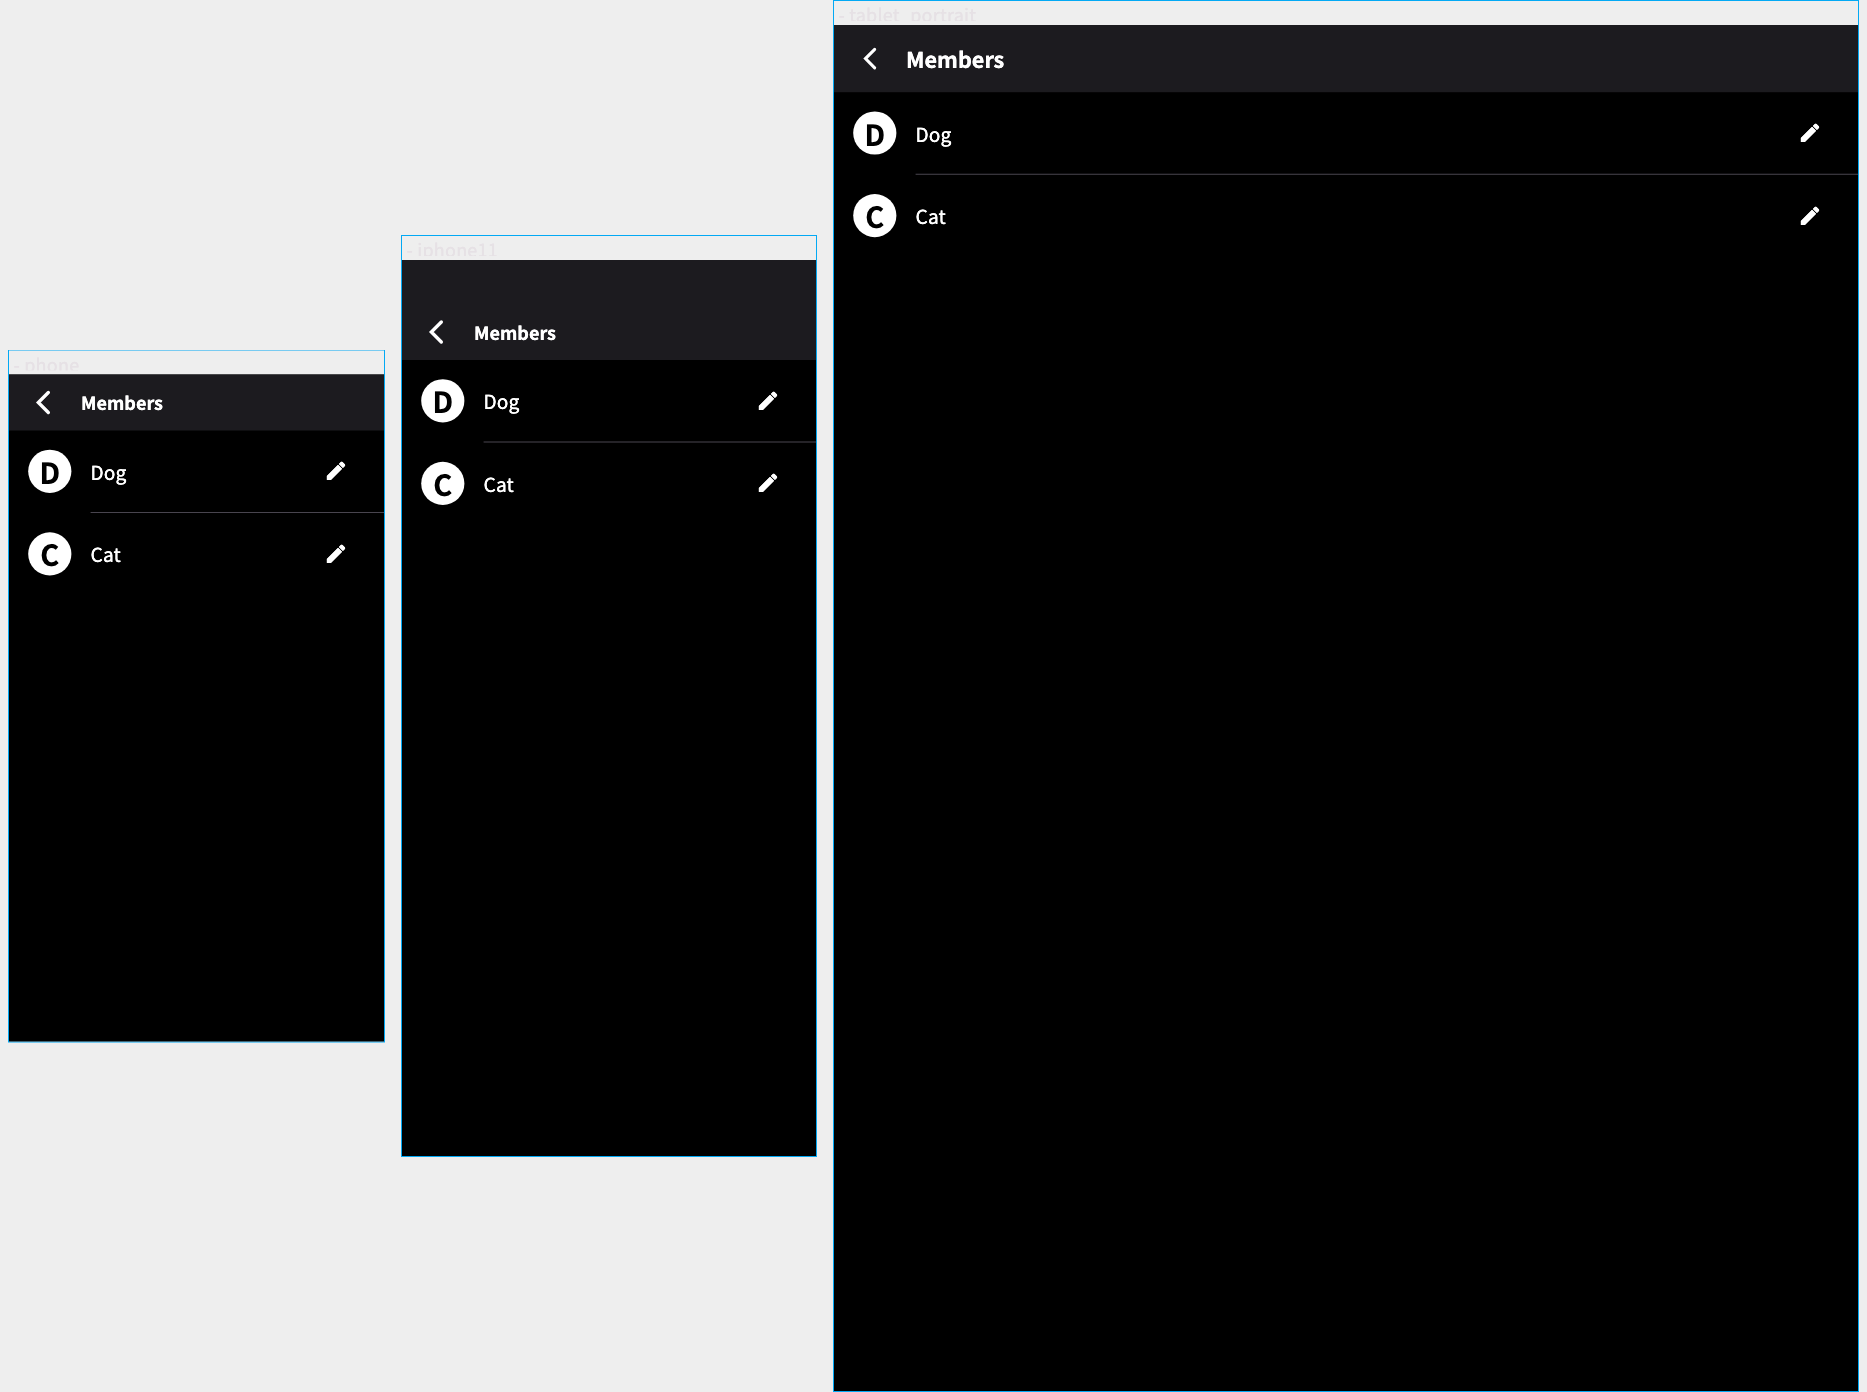 - phone
Members
D Dog
C Cat
- iphone11
Members
D Dog
C Cat
- tablet_portrait
Members
D Dog
C Cat